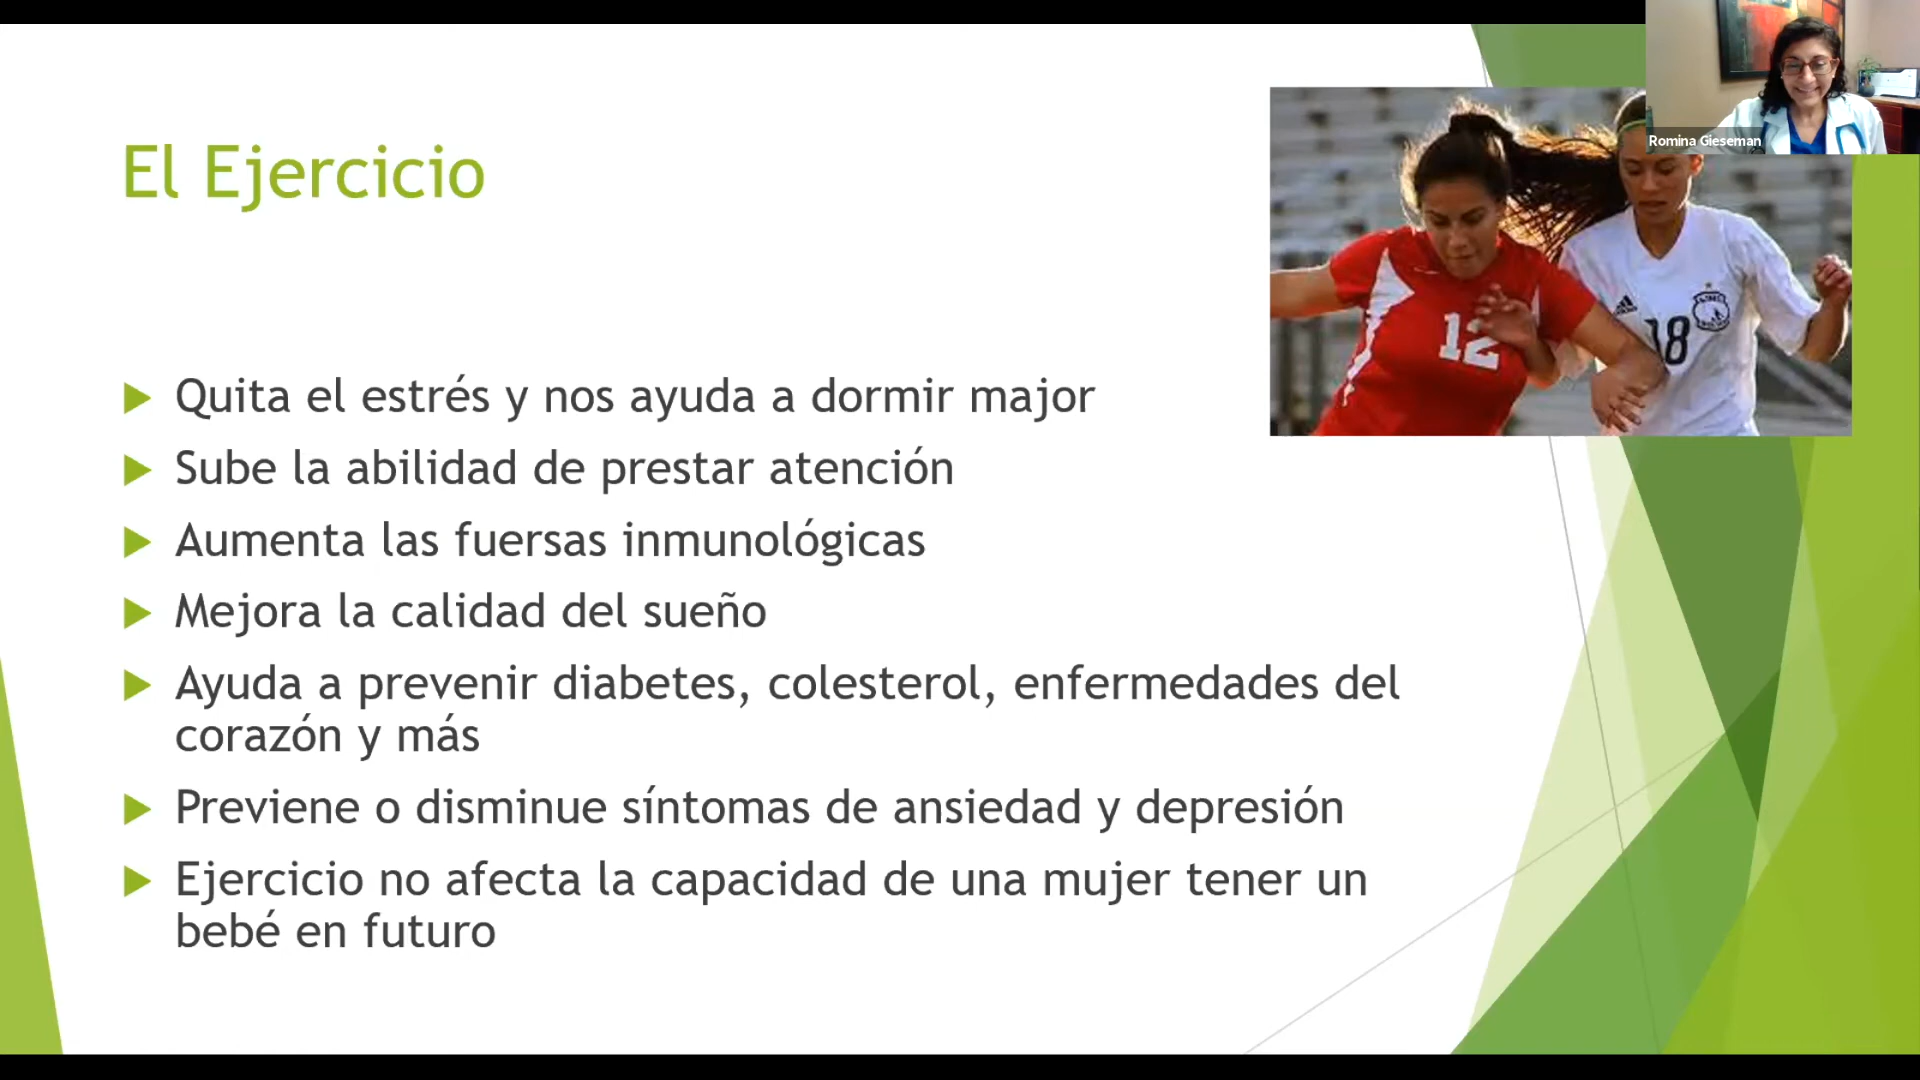 Romina Gieseman
El Ejercicio
12
18
Quita el estrés y nos ayuda a dormir major
Sube la abilidad de prestar atención
Aumenta las fuersas inmunológicas
Mejora la calidad del sueño
Ayuda a prevenir diabetes, colesterol, enfermedades del
corazón y más
Previene o disminue síntomas de ansiedad y depresión
Ejercicio no afecta la capacidad de una mujer tener un
bebé en futuro